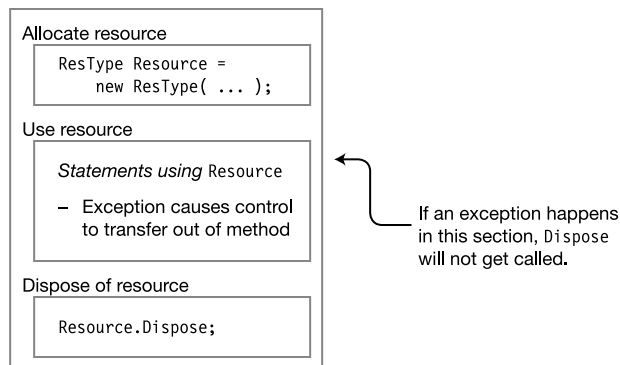 Allocate resource
ResType Resource =
new ResType( ... );
Use resource
Statements using Resource
– Exception causes control
to transfer out of method
If an exception happens
in this section, Dispose
will not get called.
Dispose of resource
Resource.Dispose;